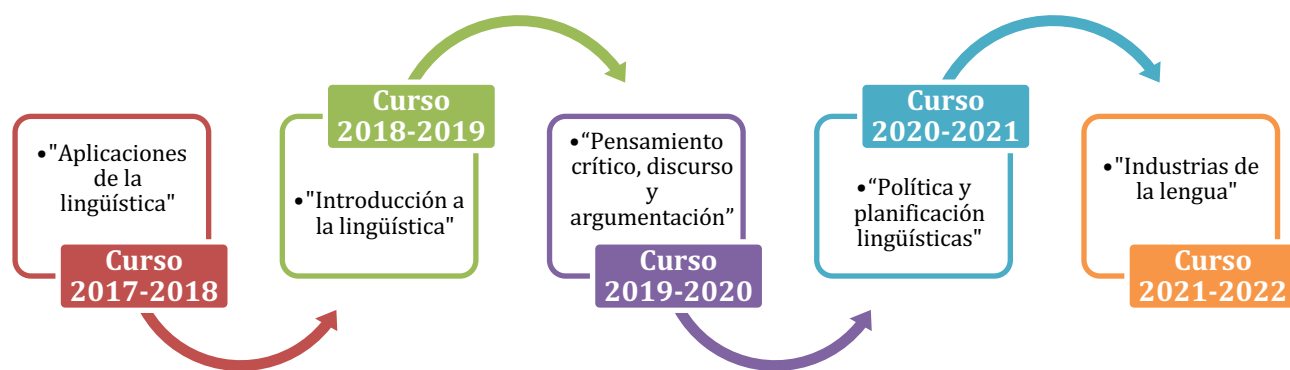 •"Aplicaciones
de la
lingüística"
Curso
2017-2018
Curso
2018-2019
•"Introducción a
la lingüística"
•“Pensamiento
crítico, discurso
y
argumentación”
Curso
2019-2020
Curso
2020-2021
•“Política y
planificación
lingüísticas"
•"Industrias de
la lengua"
Curso
2021-2022